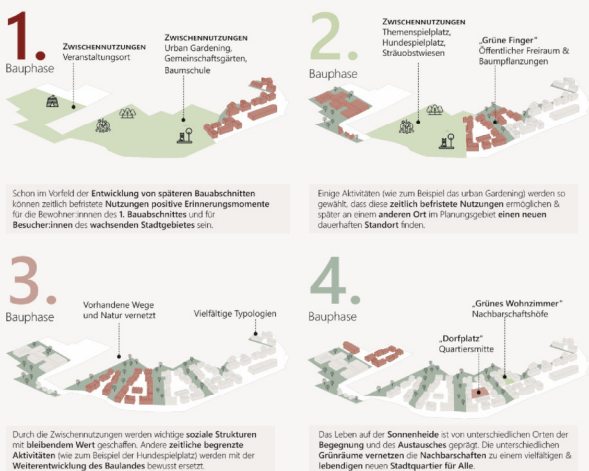 1.
Bauphase
ZWISCHENNUTZUNGEN
Veranstaltungsort
ZWISCHENNUTZUNGEN
Urban Gardening,
Gemeinschaftsgärten,
Baumschule
Schon im Vorfeld der Entwicklung von späteren Bauabschnitten
können zeitlich befristete Nutzungen positive Erinnerungsmomente
für die Bewohner:innnen des 1. Bauabschnittes und für
Besucher:innen des wachsenden Stadtgebietes sein.
2.
Bauphase
ZWISCHENNUTZUNGEN
Themenspielplatz,
Hundespielplatz,
Sträuobstwiesen
„Grüne Finger"
Öffentlicher Freiraum &
Baumpflanzungen
Einige Aktivitäten (wie zum Beispiel das urban Gardening) werden so
gewählt, dass diese zeitlich befristete Nutzungen ermöglichen &
später an einem anderen Ort im Planungsgebiet einen neuen
dauerhaften Standort finden.
3.
Bauphase
Vorhandene Wege
und Natur vernetzt
Vielfältige Typologien
Durch die Zwischennutzungen werden wichtige soziale Strukturen
mit bleibendem Wert geschaffen. Andere zeitliche begrenzte
Aktivitäten (wie zum Beispiel der Hundespielplatz) werden mit der
Weiterentwicklung des Baulandes bewusst ersetzt.
4.
Bauphase
„Grünes Wohnzimmer"
Nachbarschaftshöfe
„Dorfplatz"
Quartiersmitte
Das Leben auf der Sonnenheide ist von unterschiedlichen Orten der
Begegnung und des Austausches geprägt. Die unterschiedlichen
Grünräume vernetzen die Nachbarschaften zu einem vielfältigen &
lebendigen neuen Stadtquartier für Alle.